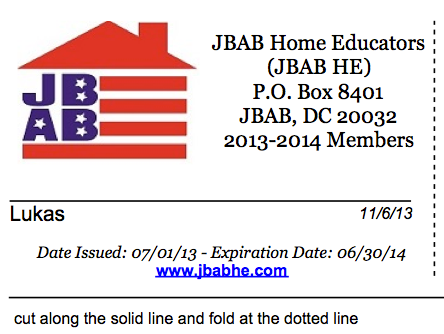 JB
AB
JBAB Home Educators
(JBAB HE)
P.O. Box 8401
JBAB, DC 20032
2013-2014 Members
Lukas 11/6/13
Date Issued: 07/01/13 - Expiration Date: 06/30/14
www.jbabhe.com
cut along the solid line and fold at the dotted line